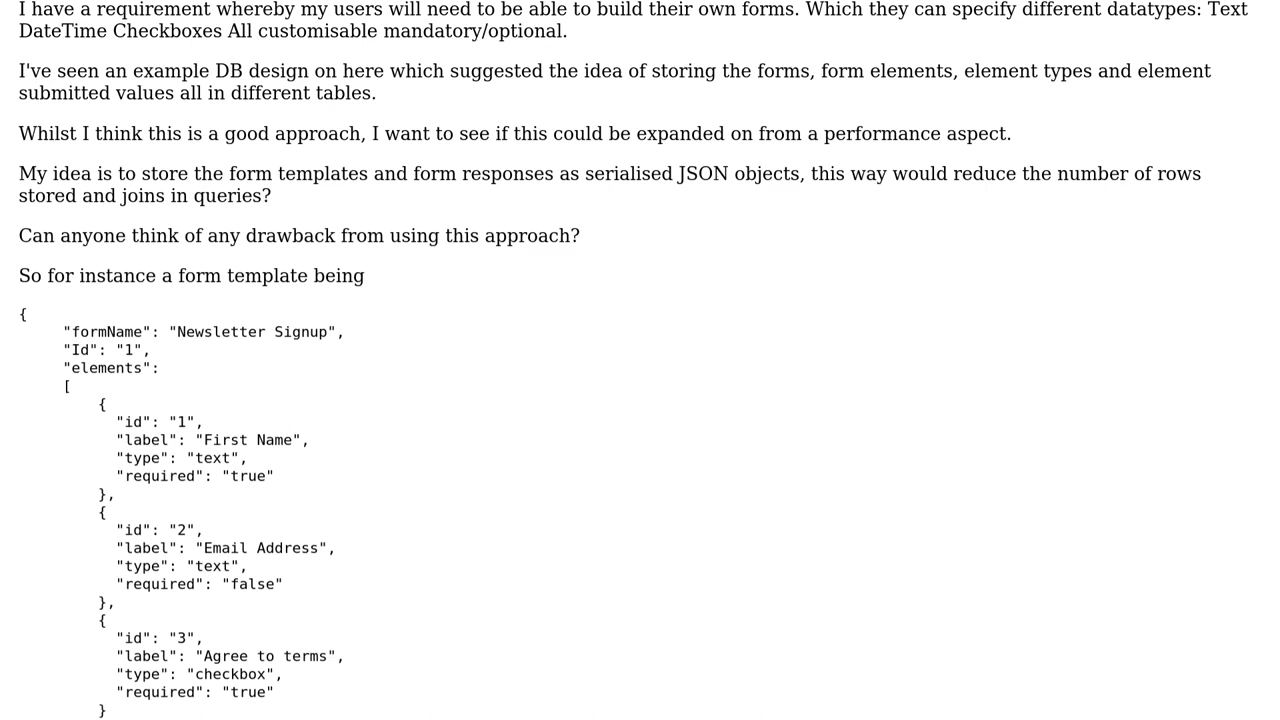 I have a requirement whereby my users will need to be able to build their own forms. Which they can specify different datatypes: Text
DateTime Checkboxes All customisable mandatory/optional.
I've seen an example DB design on here which suggested the idea of storing the forms, form elements, element types and element
submitted values all in different tables.
Whilst I think this is a good approach, I want to see if this could be expanded on from a performance aspect.
My idea is to store the form templates and form responses as serialised JSON objects, this way would reduce the number of rows
stored and joins in queries?
Can anyone think of any drawback from using this approach?
So for instance a form template being
{
     "formName": "Newsletter Signup",
     "Id": "1",
     "elements":
     [
         {
           "id": "1",
           "label": "First Name",
           "type": "text",
           "required": "true"
         },
         {
           "id": "2",
           "label": "Email Address",
           "type": "text",
           "required": "false"
         },
         {
           "id": "3",
           "label": "Agree to terms",
           "type": "checkbox",
           "required": "true"
         }